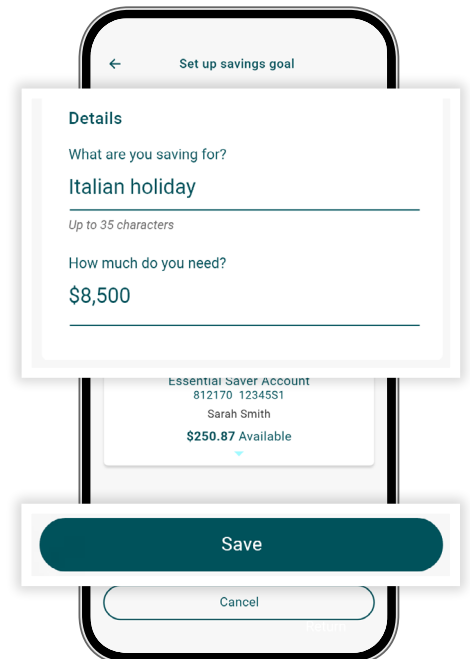 Set up savings goal
Details
What are you saving for?
Italian holiday
Up to 35 characters
How much do you need?
$8,500
Essential Saver Account
812170 12345S1
Sarah Smith
$250.87 Available
Save
Cancel
Return